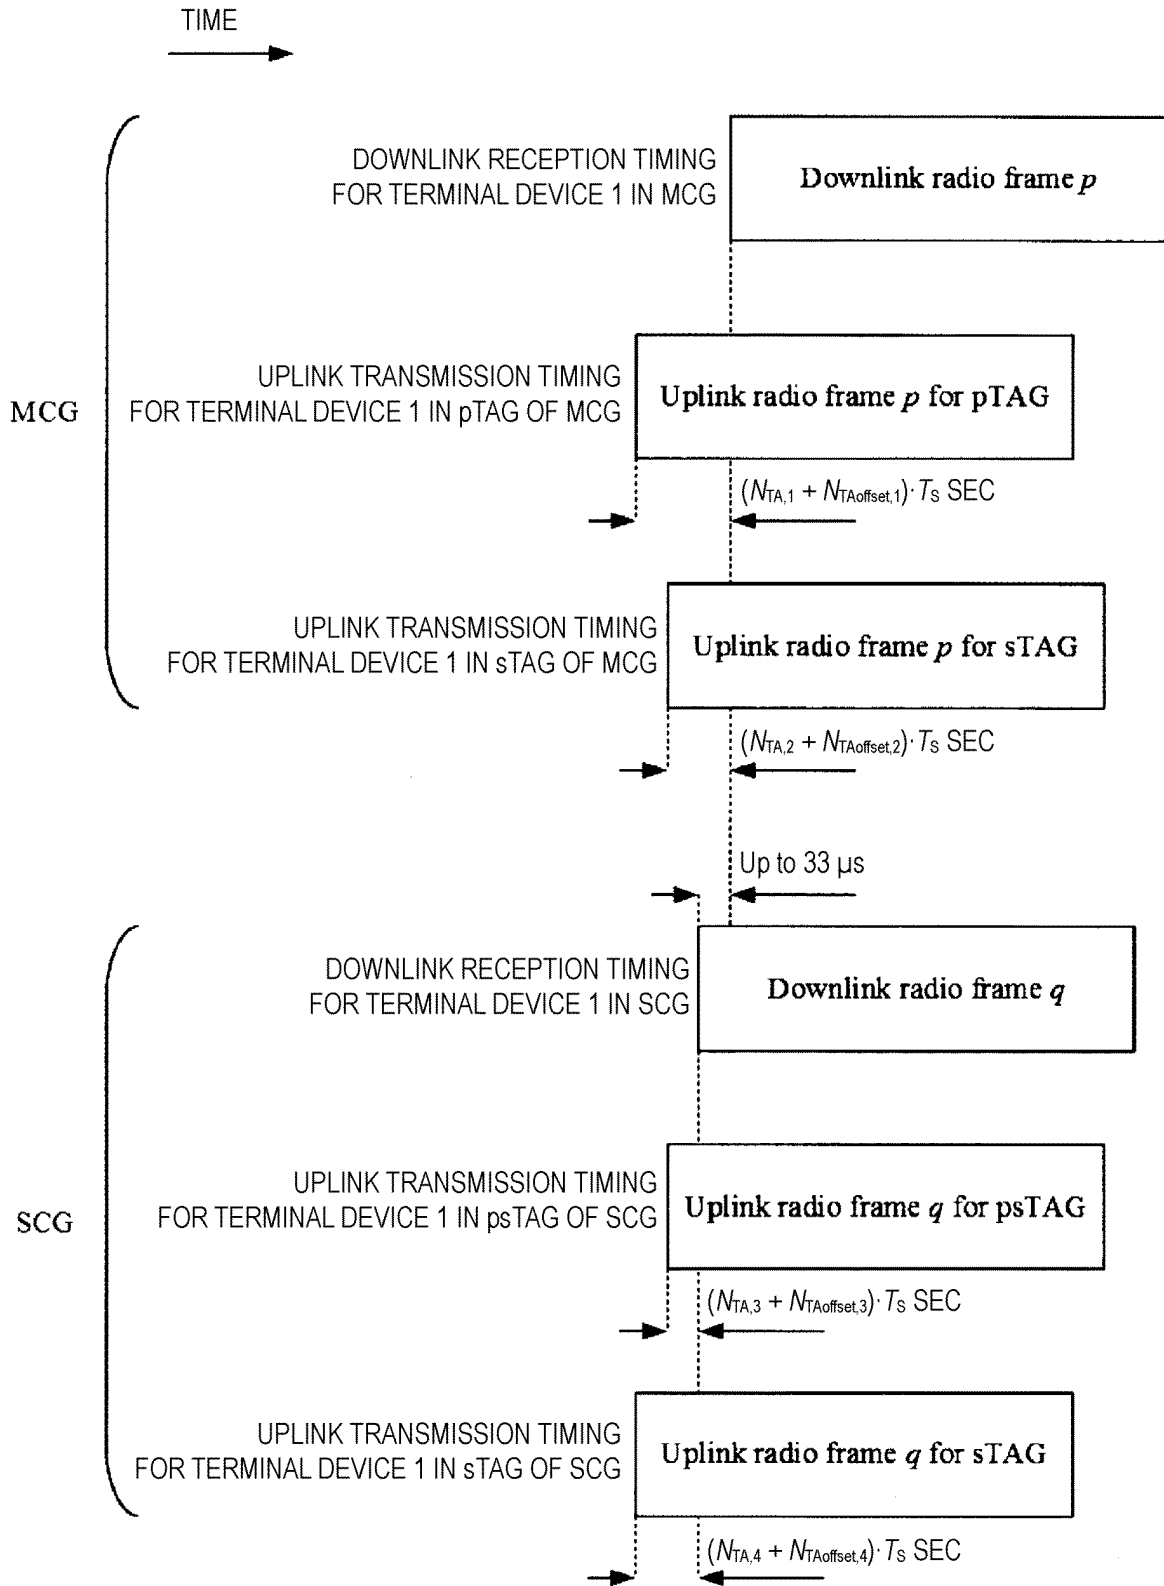 TIME
DOWNLINK RECEPTION TIMING
FOR TERMINAL DEVICE 1 IN MCG
Downlink radio frame p
UPLINK TRANSMISSION TIMING
FOR TERMINAL DEVICE 1 IN pTAG OF MCG
Uplink radio frame p for pTAG
MCG
(NTA,1 + NTAoffset,1)· TS SEC
UPLINK TRANSMISSION TIMING
FOR TERMINAL DEVICE 1 IN sTAG OF MCG
Uplink radio frame p for sTAG
(NTA,2 + NTAoffset,2)· TS SEC
Up to 33 µs
DOWNLINK RECEPTION TIMING
FOR TERMINAL DEVICE 1 IN SCG
Downlink radio frame q
UPLINK TRANSMISSION TIMING
FOR TERMINAL DEVICE 1 IN psTAG OF SCG
Uplink radio frame q for psTAG
SCG
(NTA,3 + NTAoffset,3)· TS SEC
UPLINK TRANSMISSION TIMING
FOR TERMINAL DEVICE 1 IN sTAG OF SCG
Uplink radio frame q for sTAG
(NTA,4 + NTAoffset,4)· TS SEC